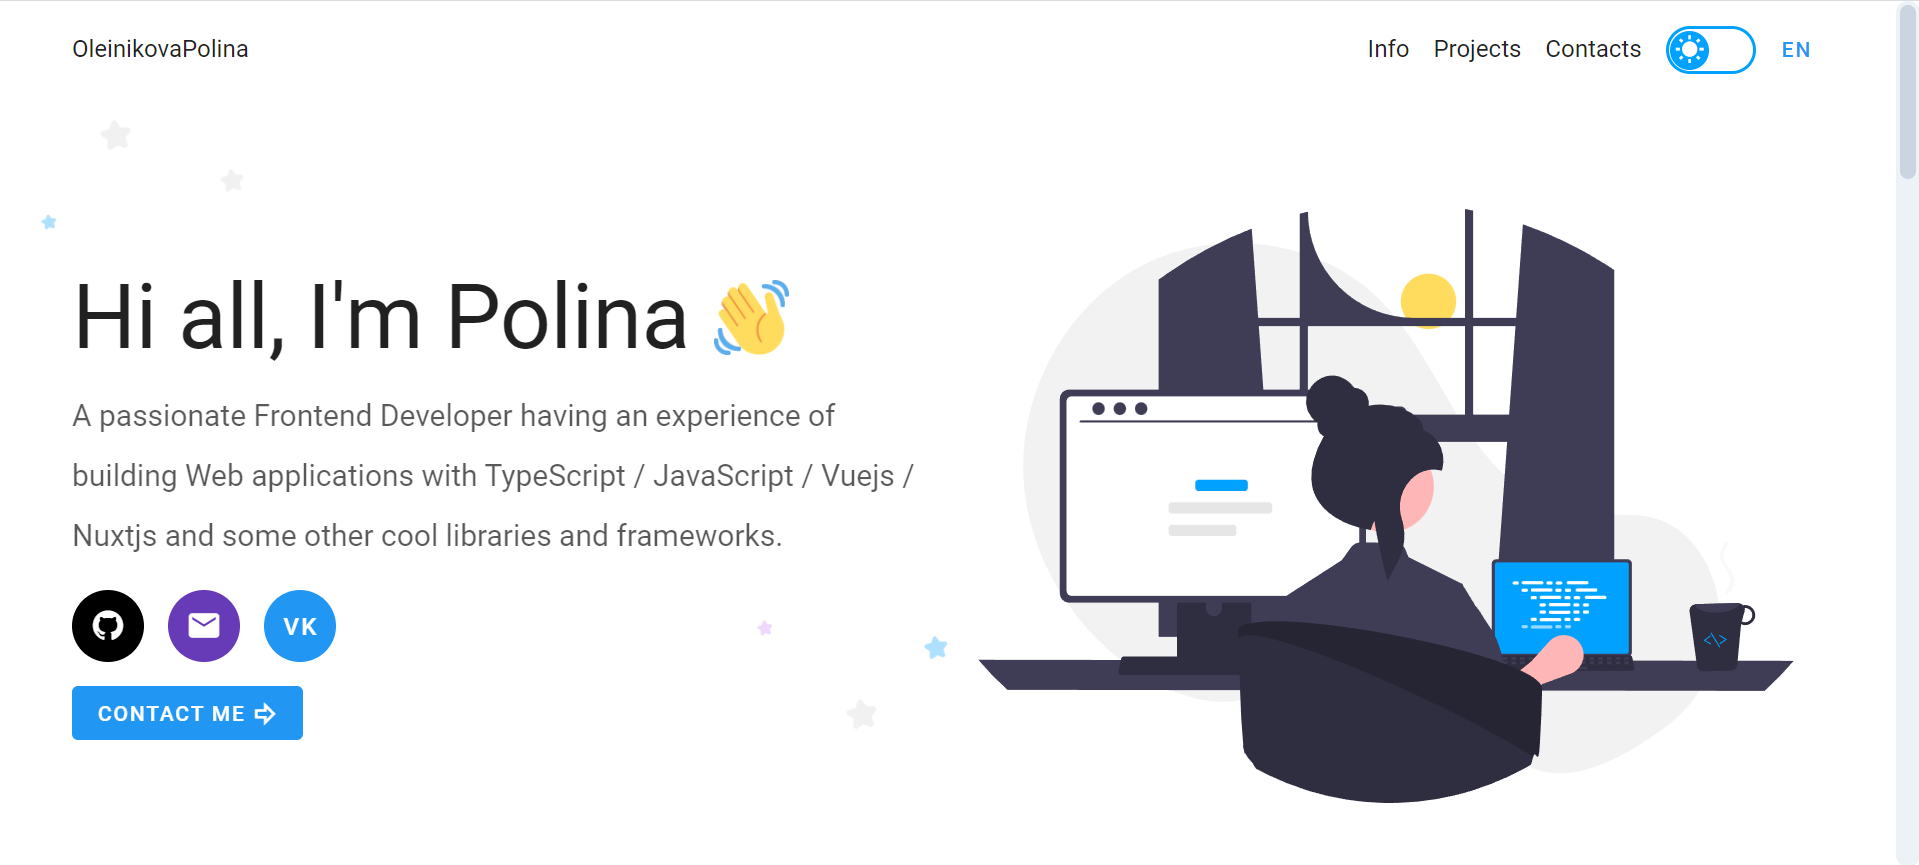 OleinikovaPolina
Info Projects Contacts EN
Hi all, I'm Polina 👋
A passionate Frontend Developer having an experience of
building Web applications with TypeScript / JavaScript / Vuejs /
Nuxtjs and some other cool libraries and frameworks.
VK
CONTACT ME
<\>